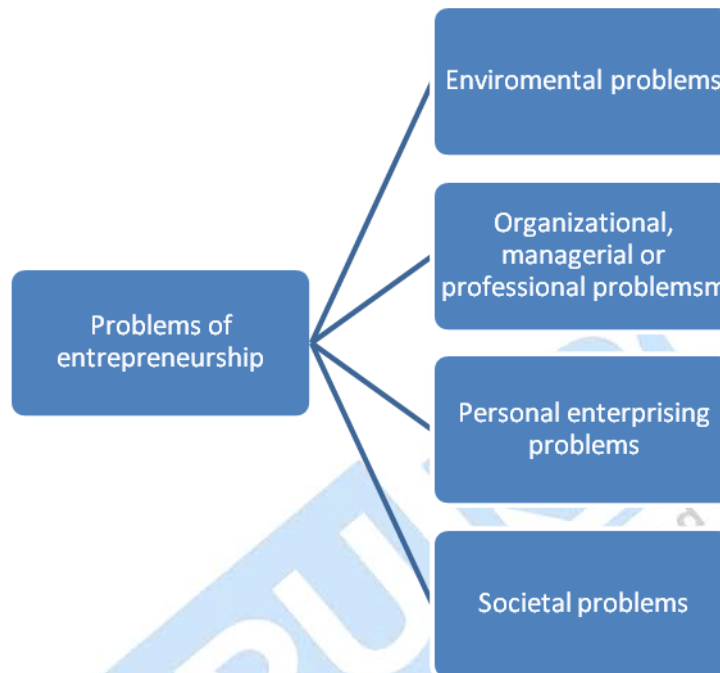 Enviromental problems
Organizational,
managerial or
professional problemsm
Problems of
entrepreneurship
Personal enterprising
problems
Societal problems